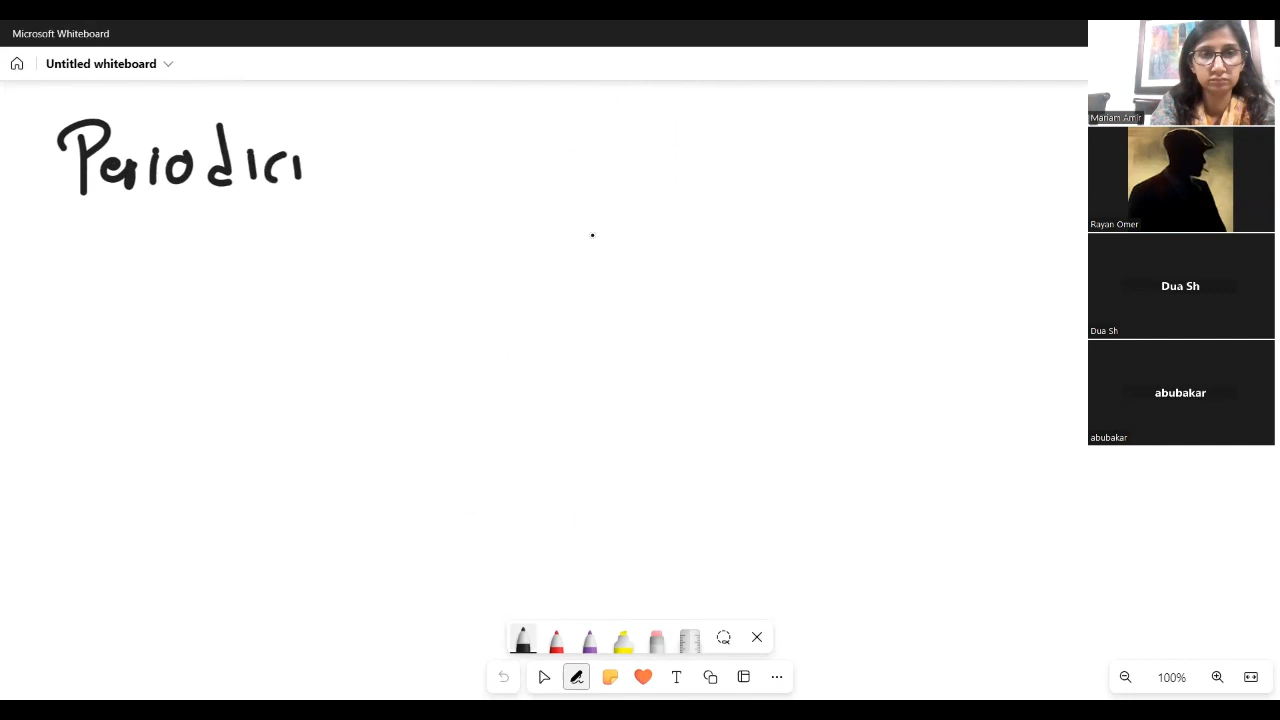 Microsoft Whiteboard
Untitled whiteboard
Periodici
Mariam Amir
Rayan Omer
Dua Sh
Dua Sh
abubakar
abubakar
100%